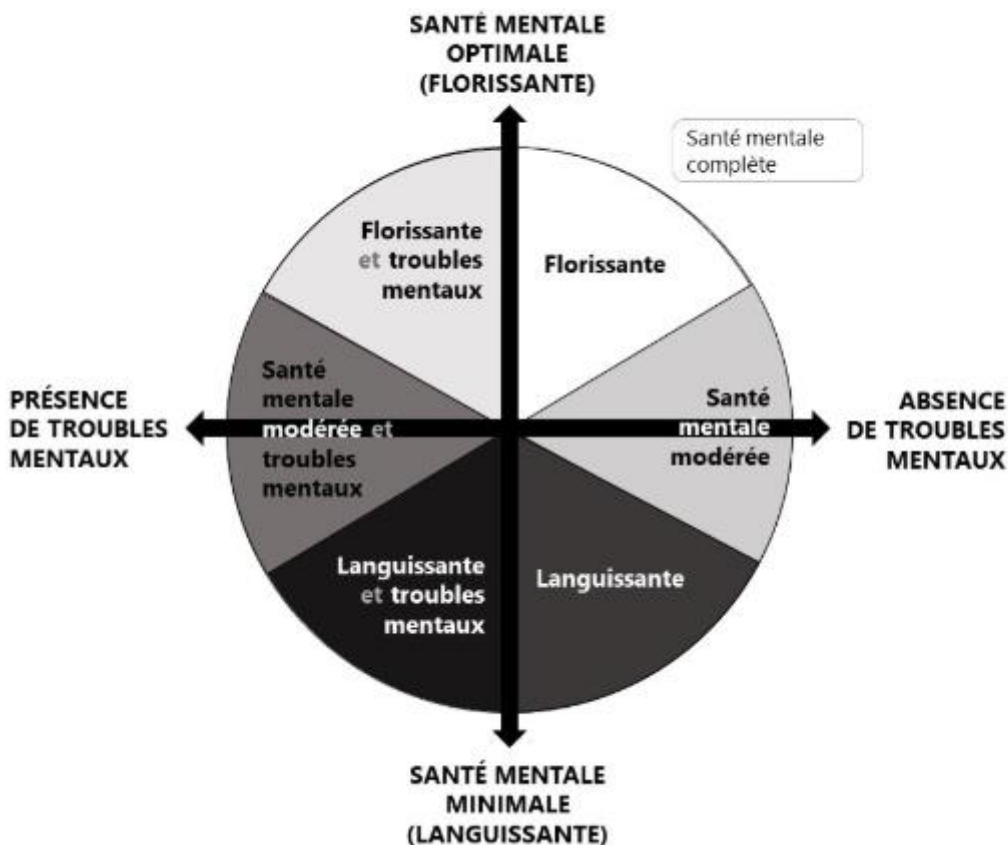 SANTÉ MENTALE
OPTIMALE
(FLORISSANTE)
Santé mentale
complète
Florissante
et troubles
mentaux
Florissante
PRÉSENCE
DE TROUBLES
MENTAUX
Santé
mentale
modérée et
troubles
mentaux
Santé
mentale
modérée
ABSENCE
DE TROUBLES
MENTAUX
Languissante
et troubles
mentaux
Languissante
SANTÉ MENTALE
MINIMALE
(LANGUISSANTE)